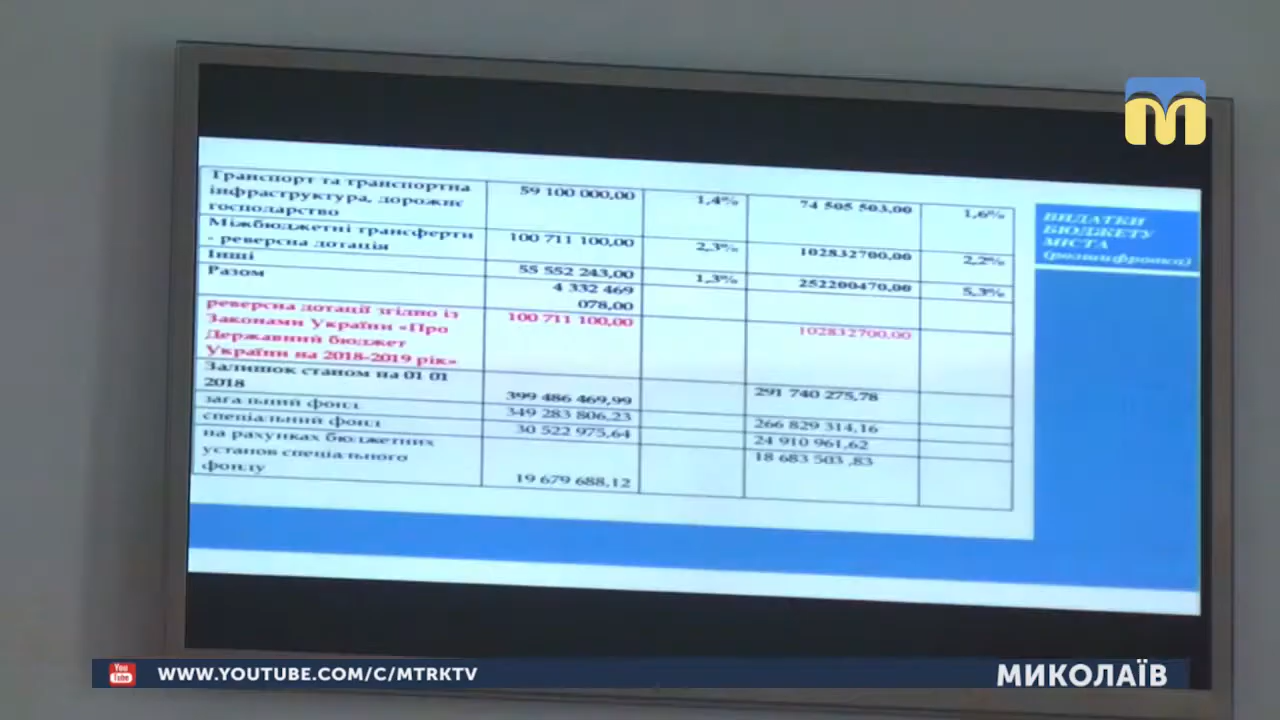 Транспорт та транспортна
інфраструктура, дорожнє
господарство
59 100 000,00
1,4%
74 505 503,00
1,6%
Міжбюджетні трансферти
- реверсна дотація
100 711 100,00
2,3%
102832700,00
2,2%
Інші
55 552 243,00
1,3%
252200470,00
5,3%
Разом
4 332 469
078,00
реверсна дотації згідно із
Законами України «Про
Державний бюджет
України на 2018-2019 рік»
100 711 100,00
102832700,00
Залишок станом на 01 01
2018
399 486 469,99
291 740 275,78
загальний фонд
349 283 806,23
266 829 314,16
спеціальний фонд
30 522 975,64
24 910 961,62
на рахунках бюджетних
установ спеціального
фонду
19 679 688,12
18 683 503 ,83
ВИДАТКИ
БЮДЖЕТУ
МІСТА
(розшифровка)
You
Tube
WWW.YOUTUBE.COM/C/MTRKTV
МИКОЛАЇВ